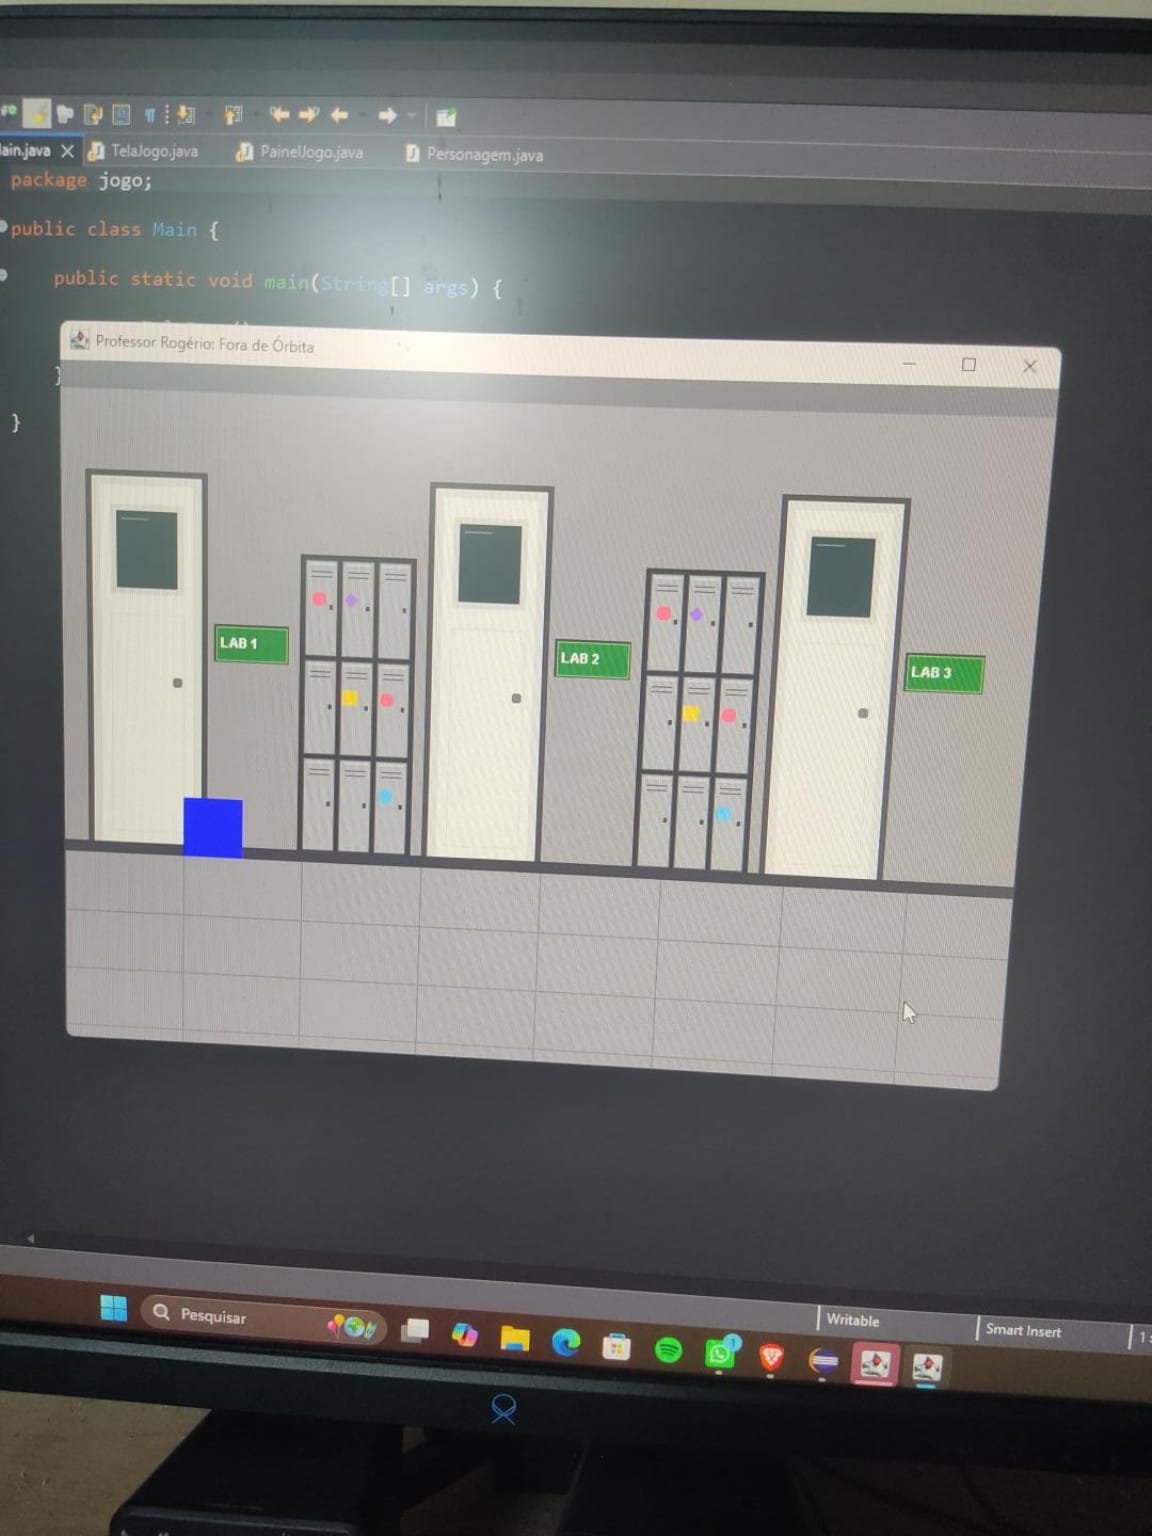 ain.java
TelaJogo.java
PainelJogo.java
Personagem.java
package jogo;
public class Main {
public static void main(String[] args) {
Professor Rogério: Fora de Órbita
}
}
LAB 1
LAB 2
LAB 3
Writable
Smart Insert
Pesquisar
1